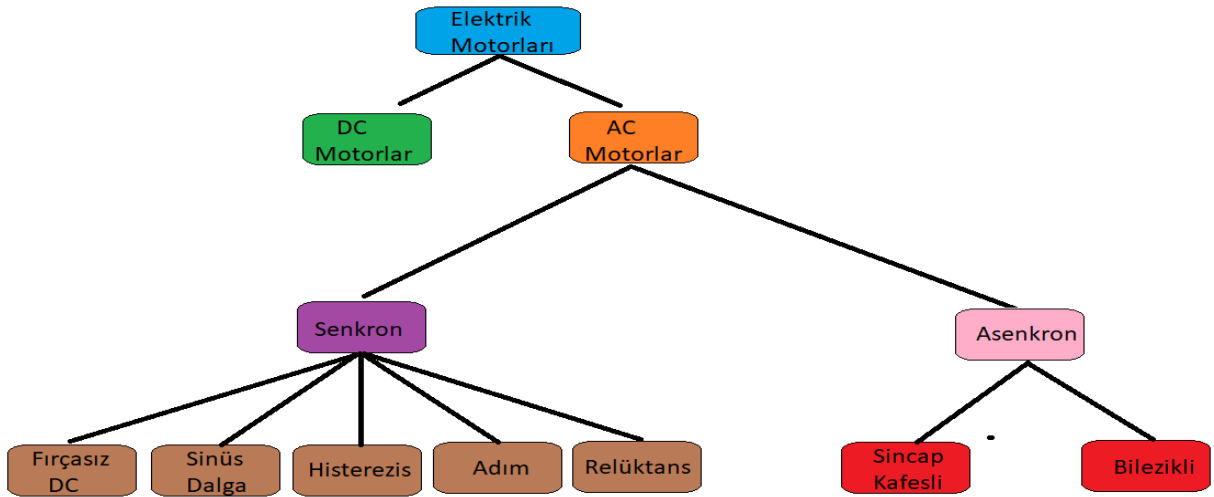 Elektrik
Motorları
DC
Motorlar
AC
Motorlar
Senkron
Asenkron
Fırçasız
DC
Sinüs
Dalga
Histerezis
Adım
Relüktans
Sincap
Kafesli
Bilezikli